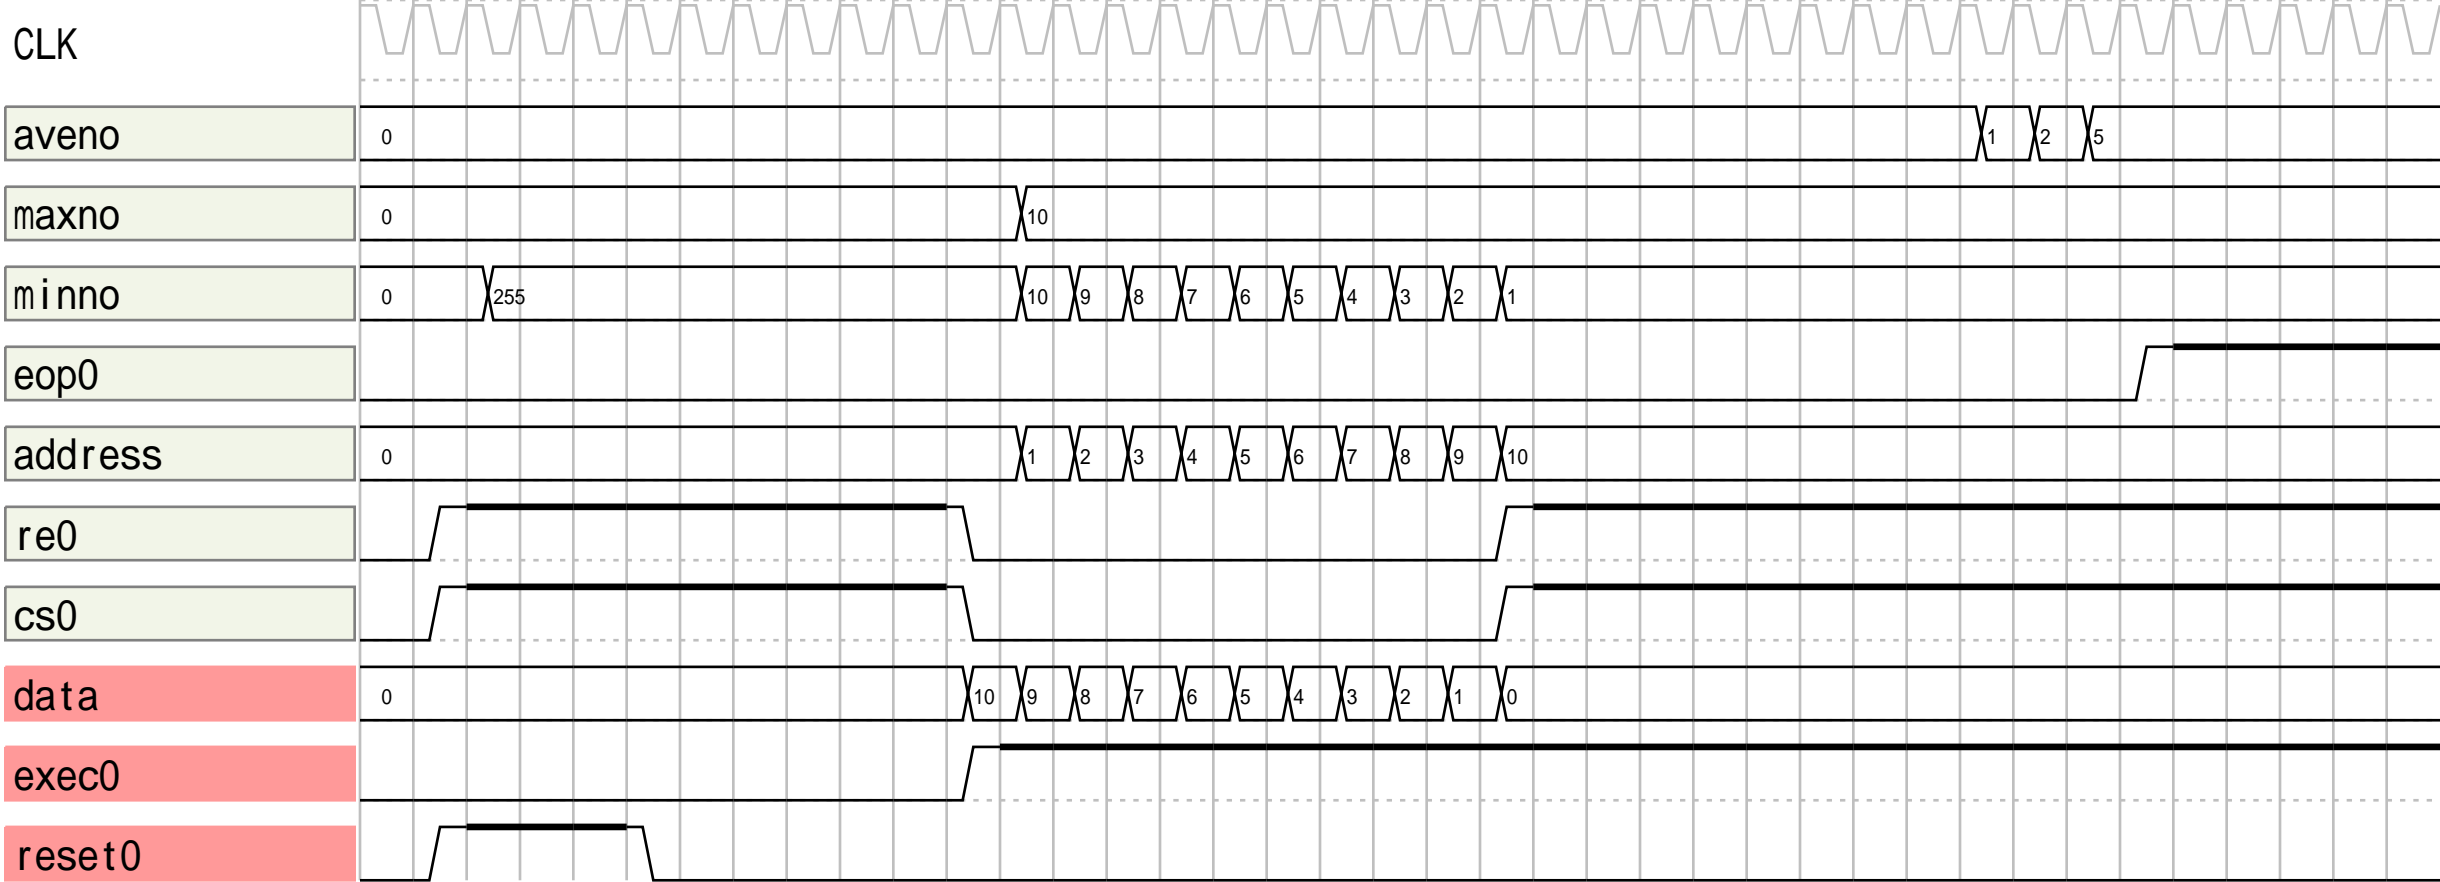 CLK
aveno 0 1 2 5
maxno 0 10
minno 0 255 10 9 8 7 6 5 4 3 2 1
eop0
address 0 1 2 3 4 5 6 7 8 9 10
re0
cs0
data 0 10 9 8 7 6 5 4 3 2 1 0
exec0
reset0